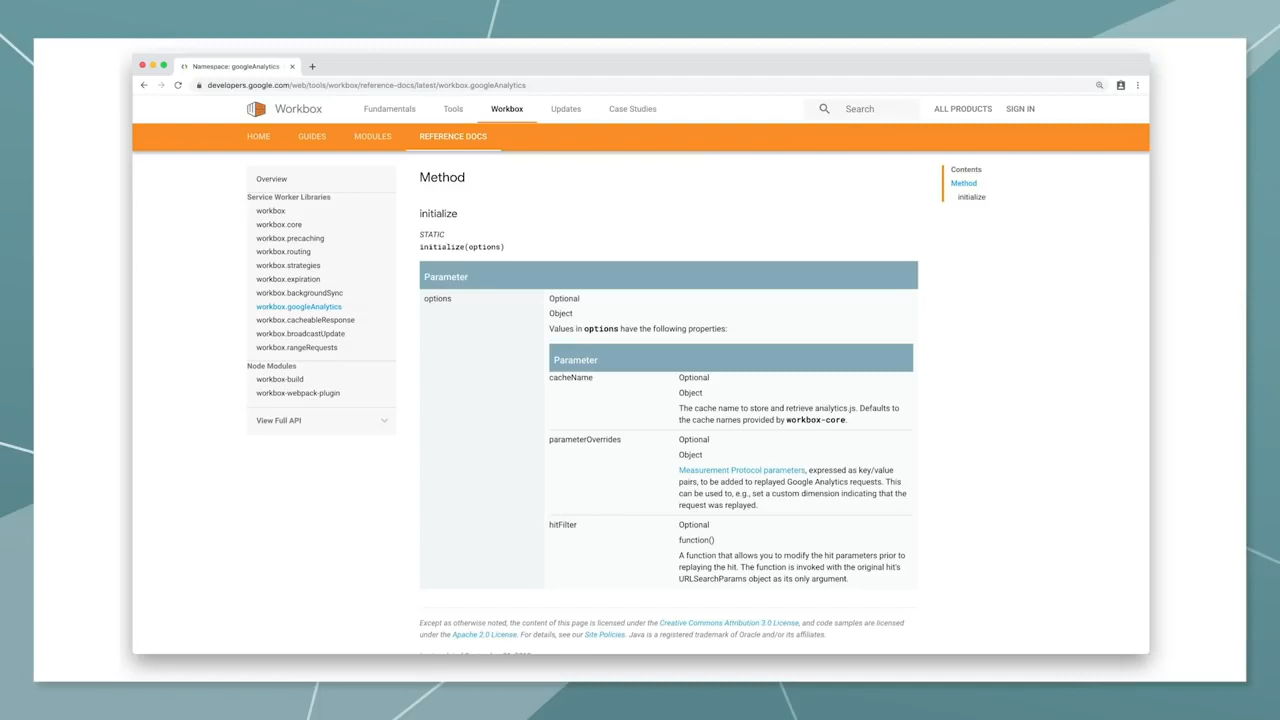 Namespace: googleAnalytics
developers.google.com/web/tools/workbox/reference-docs/latest/workbox.googleAnalytics
Workbox
Fundamentals
Tools
Workbox
Updates
Case Studies
Search
ALL PRODUCTS
SIGN IN
HOME
GUIDES
MODULES
REFERENCE DOCS
Overview
Service Worker Libraries
workbox
workbox.core
workbox.precaching
workbox.routing
workbox.strategies
workbox.expiration
workbox.backgroundSync
workbox.googleAnalytics
workbox.cacheableResponse
workbox.broadcastUpdate
workbox.rangeRequests
Node Modules
workbox-build
workbox-webpack-plugin
View Full API
Method
initialize
STATIC
initialize(options)
Parameter
options
Optional
Object
Values in options have the following properties:
Parameter
cacheName
Optional
Object
The cache name to store and retrieve analytics.js. Defaults to
the cache names provided by workbox-core.
parameterOverrides
Optional
Object
Measurement Protocol parameters, expressed as key/value
pairs, to be added to replayed Google Analytics requests. This
can be used to, e.g., set a custom dimension indicating that the
request was replayed.
hitFilter
Optional
function()
A function that allows you to modify the hit parameters prior to
replaying the hit. The function is invoked with the original hit's
URLSearchParams object as its only argument.
Except as otherwise noted, the content of this page is licensed under the Creative Commons Attribution 3.0 License, and code samples are licensed
under the Apache 2.0 License. For details, see our Site Policies. Java is a registered trademark of Oracle and/or its affiliates.
Contents
Method
initialize